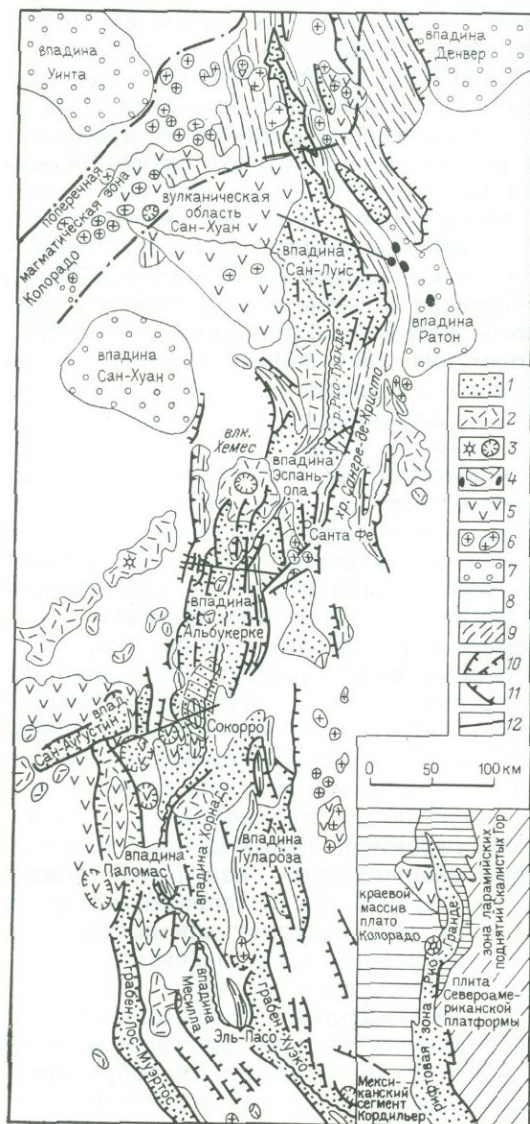 впадина
Уинта
впадина
Денвер
поперечная
магматическая зона
Колорадо
вулканическая
область
Сан-Хуан
впадина
Сан-Луис
впадина
Ратон
впадина
Сан-Хуан
р. Рио-Гранде
хр. Сангре-де-Кристо
влк.
Хемес
впадина
Эспань-
ола
Санта Фе
впадина
Альбукерке
влад.
Сан-Аугустин
Сокорро
впадина
Паломас
впадина Хорнадо
впадина
Тулароза
впадина
Месилла
грабен Лос-Муэртос
Эль-Пасо
грабен Хуэко
1
2
3
4
5
6
7
8
9
10
11
12
0 50 100 км
краевой
массив
плато
Колорадо
зона ларамийских
поднятий Скалистых Гор
Рифтовая зона Рио-
Гранде
плита
Североаме-
риканской
платформы
Мекси-
канский
сегмент
Кордильер